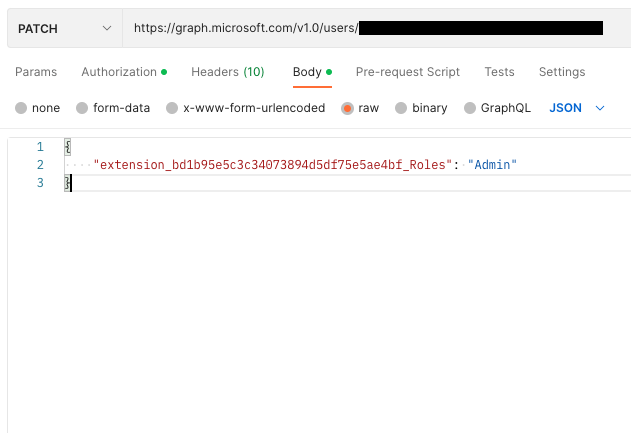 PATCH https://graph.microsoft.com/v1.0/users/
Params Authorization Headers (10) Body Pre-request Script Tests Settings
none form-data x-www-form-urlencoded raw binary GraphQL JSON
1 {
2 "extension_bd1b95e5c3c34073894d5df75e5ae4bf_Roles": "Admin"
3 }